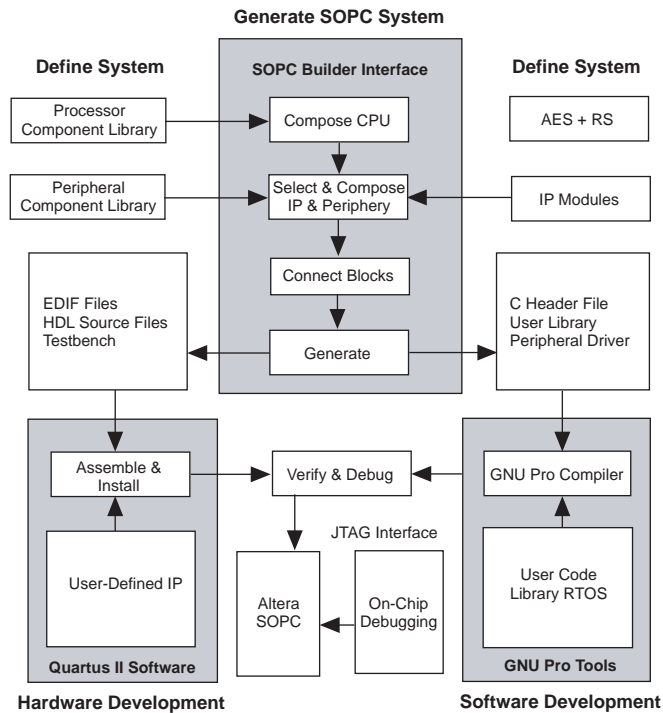 Generate SOPC System
Define System
SOPC Builder Interface
Define System
Processor
Component Library
Compose CPU
AES + RS
Peripheral
Component Library
Select & Compose
IP & Periphery
IP Modules
Connect Blocks
EDIF Files
HDL Source Files
Testbench
Generate
C Header File
User Library
Peripheral Driver
Assemble &
Install
Verify & Debug
GNU Pro Compiler
JTAG Interface
User-Defined IP
Altera
SOPC
On-Chip
Debugging
User Code
Library RTOS
Quartus II Software
GNU Pro Tools
Hardware Development
Software Development